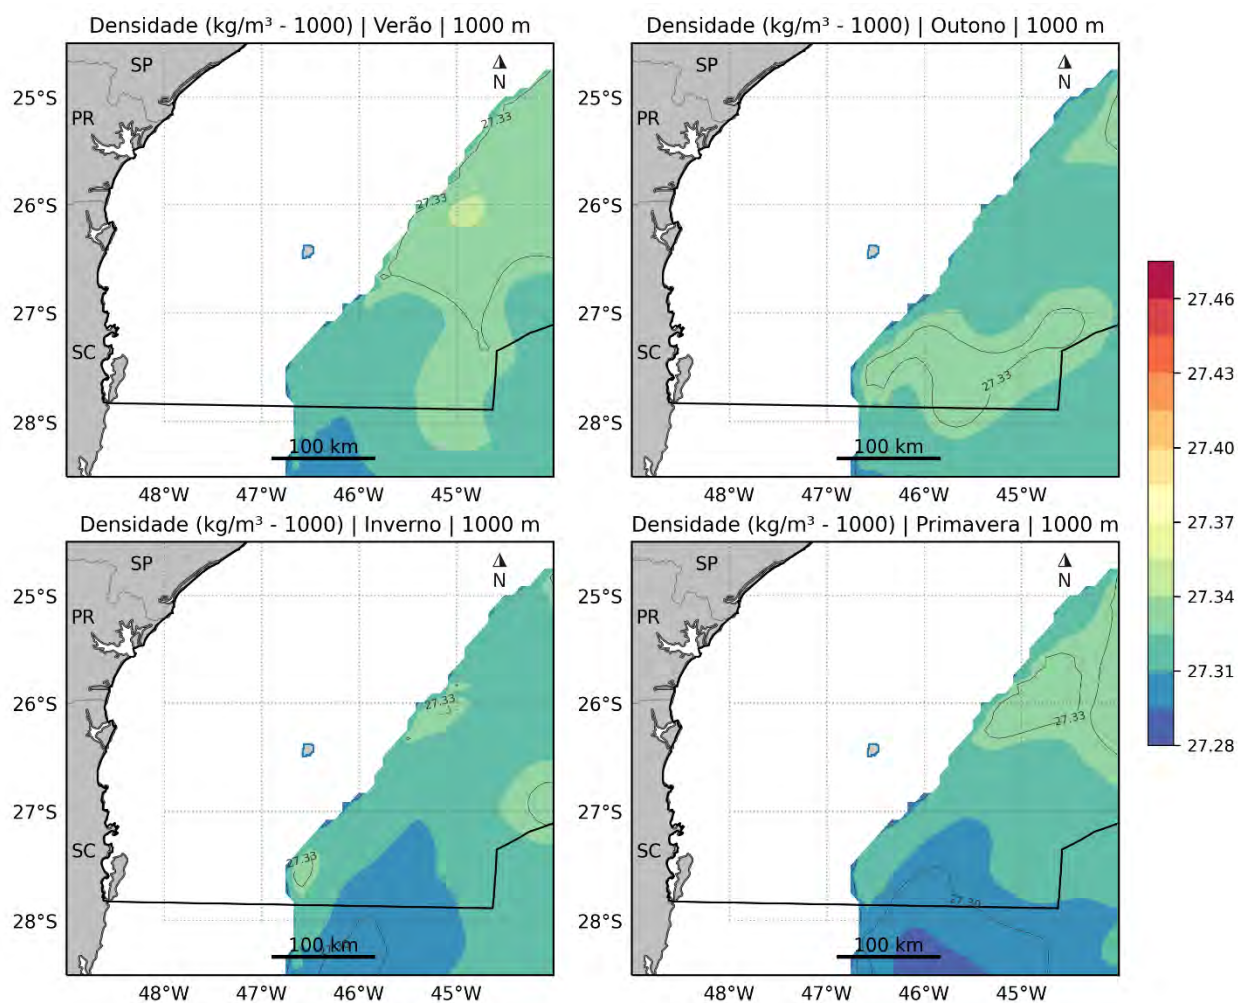 Densidade (kg/m³ - 1000) | Verão | 1000 m
SP
N
25°S
PR
27.33
26°S
27.33
27°S
SC
28°S
100 km
48°W 47°W 46°W 45°W
Densidade (kg/m³ - 1000) | Outono | 1000 m
SP
N
25°S
PR
26°S
27°S
SC
27.33
28°S
100 km
48°W 47°W 46°W 45°W
Densidade (kg/m³ - 1000) | Inverno | 1000 m
SP
N
25°S
PR
26°S
27.33
27°S
SC
27.33
28°S
100 km
48°W 47°W 46°W 45°W
Densidade (kg/m³ - 1000) | Primavera | 1000 m
SP
N
25°S
PR
26°S
27.33
27°S
SC
27.30
28°S
100 km
48°W 47°W 46°W 45°W
27.46
27.43
27.40
27.37
27.34
27.31
27.28